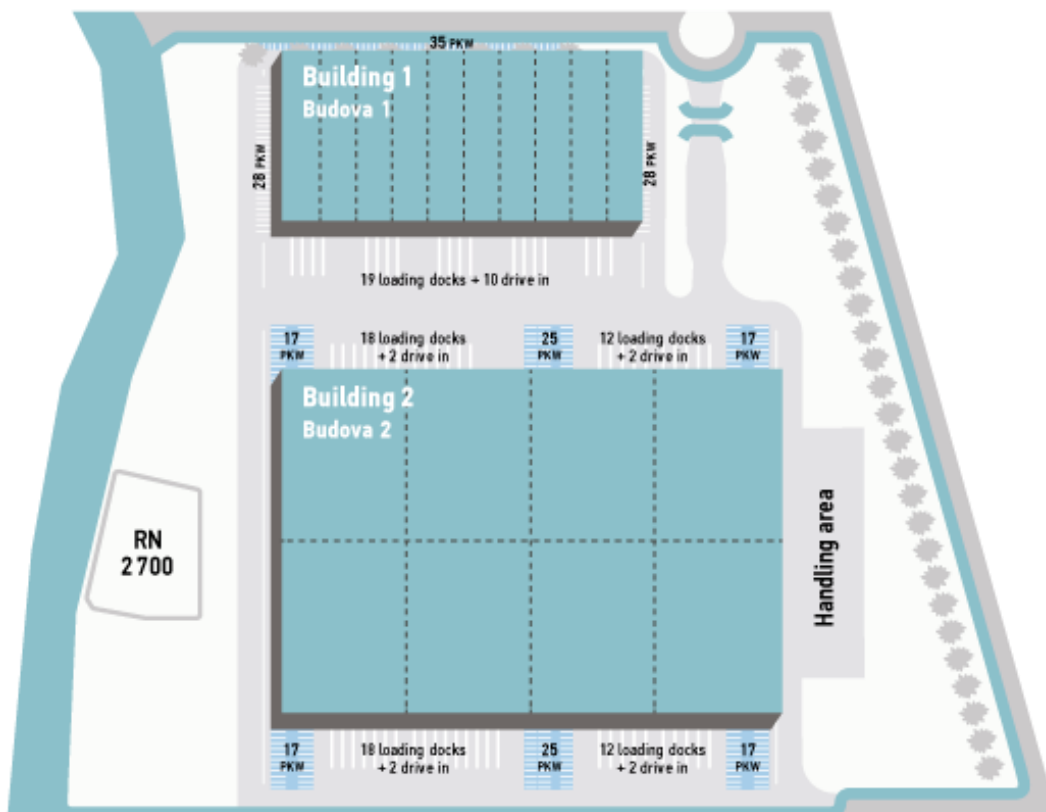 35 PKW
Building 1
Budova 1
28 PKW
28 PKW
19 loading docks + 10 drive in
17
PKW
18 loading docks
+ 2 drive in
25
PKW
12 loading docks
+ 2 drive in
17
PKW
Building 2
Budova 2
RN
2700
Handling area
17
PKW
18 loading docks
+ 2 drive in
25
PKW
12 loading docks
+ 2 drive in
17
PKW